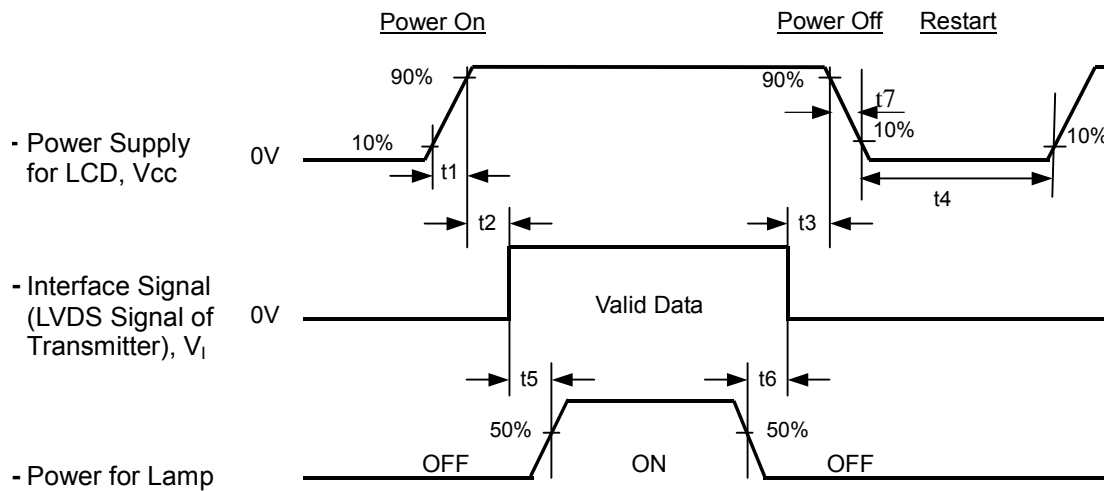 Power On
Power Off
Restart
90%
90%
t7
10%
10%
10%
- Power Supply
for LCD, Vcc
0V
t1
t4
t2
t3
- Interface Signal
(LVDS Signal of
Transmitter), VI
0V
Valid Data
t5
t6
50%
50%
- Power for Lamp
OFF
ON
OFF